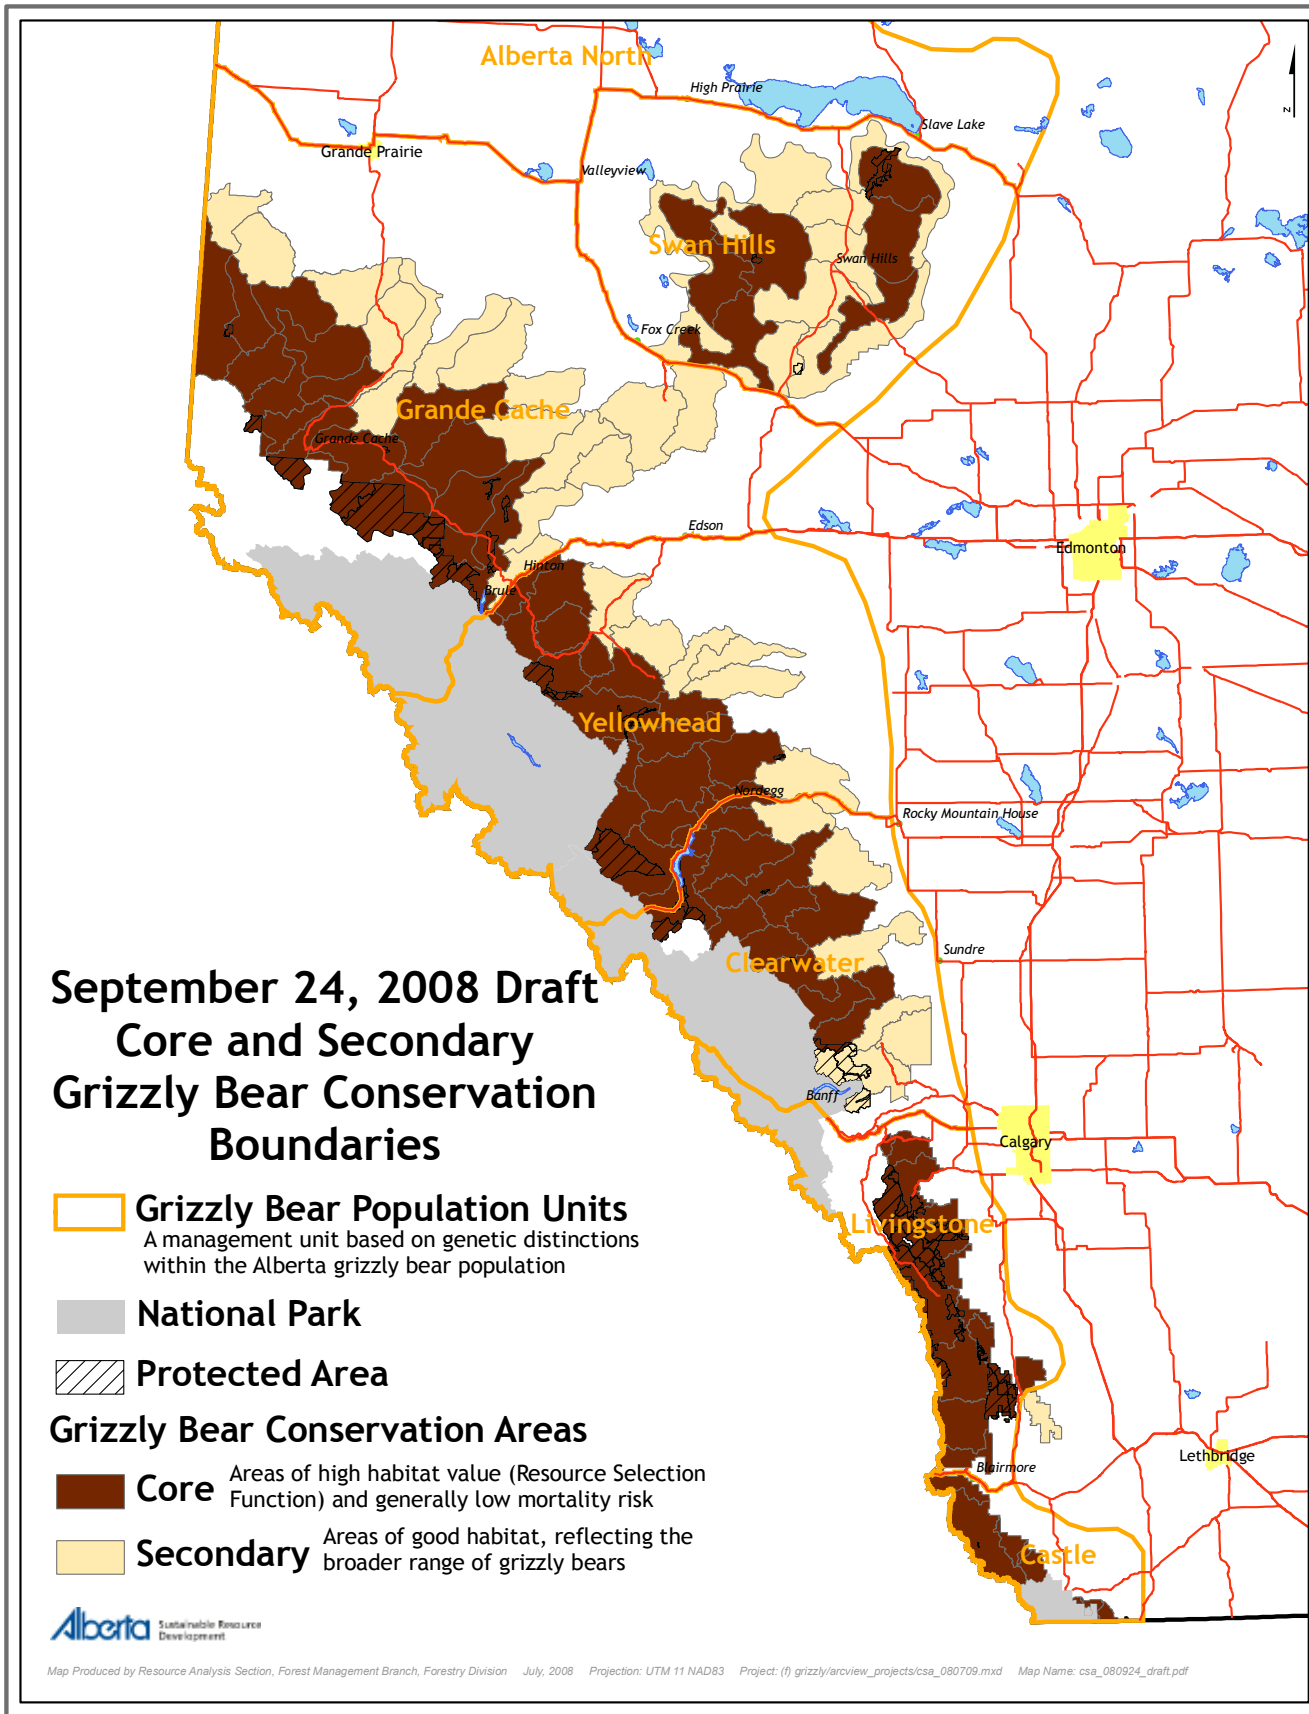 Alberta North
High Prairie
Slave Lake
z
Grande Prairie
Valleyview
Swan Hills
Swan Hills
Fox Creek
Grande Cache
Grande Cache
Edson
Edmonton
Hinton
Brule
Yellowhead
Nordegg
Rocky Mountain House
Sundre
Clearwater
September 24, 2008 Draft
Core and Secondary
Grizzly Bear Conservation
Boundaries
Banff
Calgary
Livingstone
Grizzly Bear Population Units
A management unit based on genetic distinctions
within the Alberta grizzly bear population
National Park
Protected Area
Grizzly Bear Conservation Areas
Blairmore
Lethbridge
Core Areas of high habitat value (Resource Selection
Function) and generally low mortality risk
Secondary Areas of good habitat, reflecting the
broader range of grizzly bears
Castle
Alberta Sustainable Resource
Development
Map Produced by Resource Analysis Section, Forest Management Branch, Forestry Division July, 2008 Projection: UTM 11 NAD83 Project: (f) grizzly/arcview_projects/csa_080709.mxd Map Name: csa_080924_draft.pdf